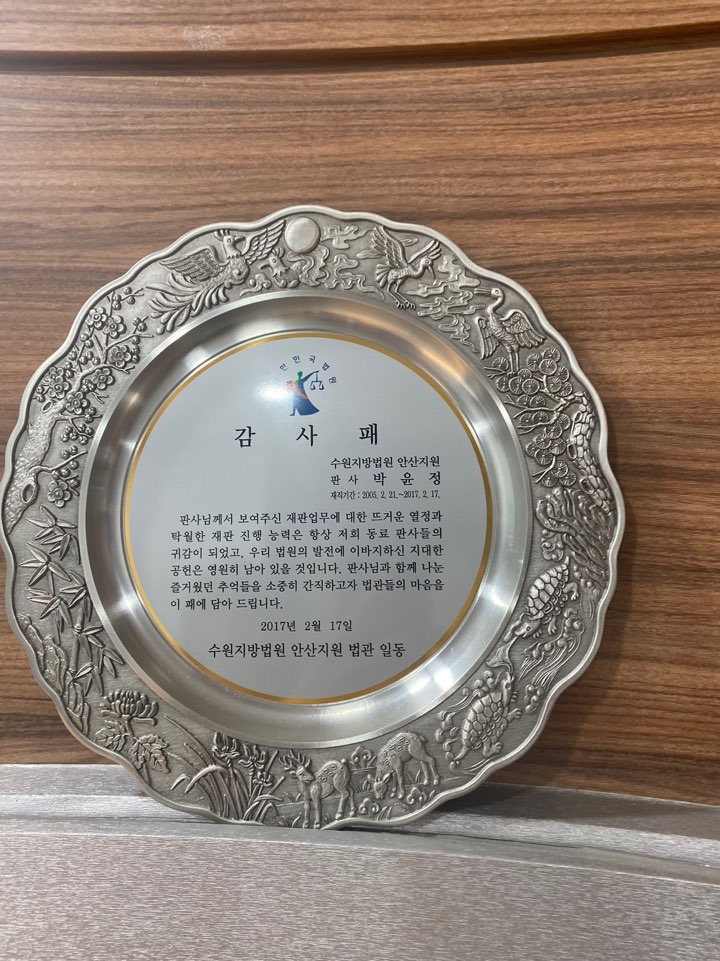 민국법원
감 사 패
수원지방법원 안산지원
판 사 박 윤 정
재직기간 : 2005. 2. 21.~2017. 2. 17.
판사님께서 보여주신 재판업무에 대한 뜨거운 열정과
탁월한 재판 진행 능력은 항상 저희 동료 판사들의
귀감이 되었고, 우리 법원의 발전에 이바지하신 지대한
공헌은 영원히 남아 있을 것입니다. 판사님과 함께 나눈
즐거웠던 추억들을 소중히 간직하고자 법관들의 마음을
이 패에 담아 드립니다.
2017년 2월 17일
수원지방법원 안산지원 법관 일동